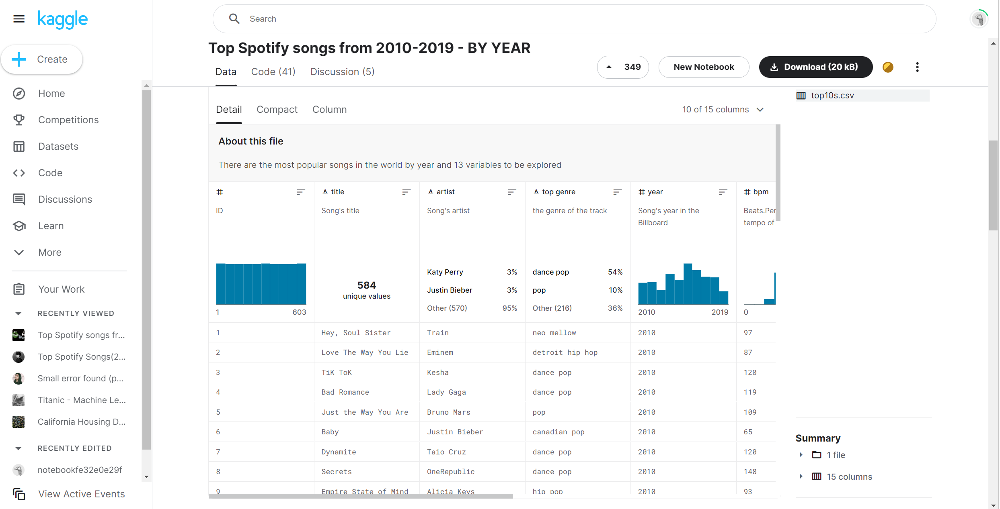 kaggle
Search
Create
Home
Competitions
Datasets
Code
Discussions
Learn
More
Your Work
RECENTLY VIEWED
Top Spotify songs fr...
Top Spotify Songs(2...
Small error found (p...
Titanic - Machine Le...
California Housing D...
RECENTLY EDITED
notebookfe32e0e29f
View Active Events
Top Spotify songs from 2010-2019 - BY YEAR
Data Code (41) Discussion (5)
349 New Notebook Download (20 kB)
Detail Compact Column 10 of 15 columns
About this file
There are the most popular songs in the world by year and 13 variables to be explored
# A title A artist A top genre # year # bpm
ID Song's title Song's artist the genre of the track Song's year in the Beats.Per
Billboard tempo of
Katy Perry 3% dance pop 54%
584
Justin Bieber 3% pop 10%
unique values
Other (570) 95% Other (216) 36%
1 603 2010 2019 0
1 Hey, Soul Sister Train neo mellow 2010 97
2 Love The Way You Lie Eminem detroit hip hop 2010 87
3 TiK ToK Kesha dance pop 2010 120
4 Bad Romance Lady Gaga dance pop 2010 119
5 Just the Way You Are Bruno Mars pop 2010 109
6 Baby Justin Bieber canadian pop 2010 65
7 Dynamite Taio Cruz dance pop 2010 120
8 Secrets OneRepublic dance pop 2010 148
9 Empire State of Mind Alicia Keys hip pop 2010 93
top10s.csv
Summary
1 file
15 columns